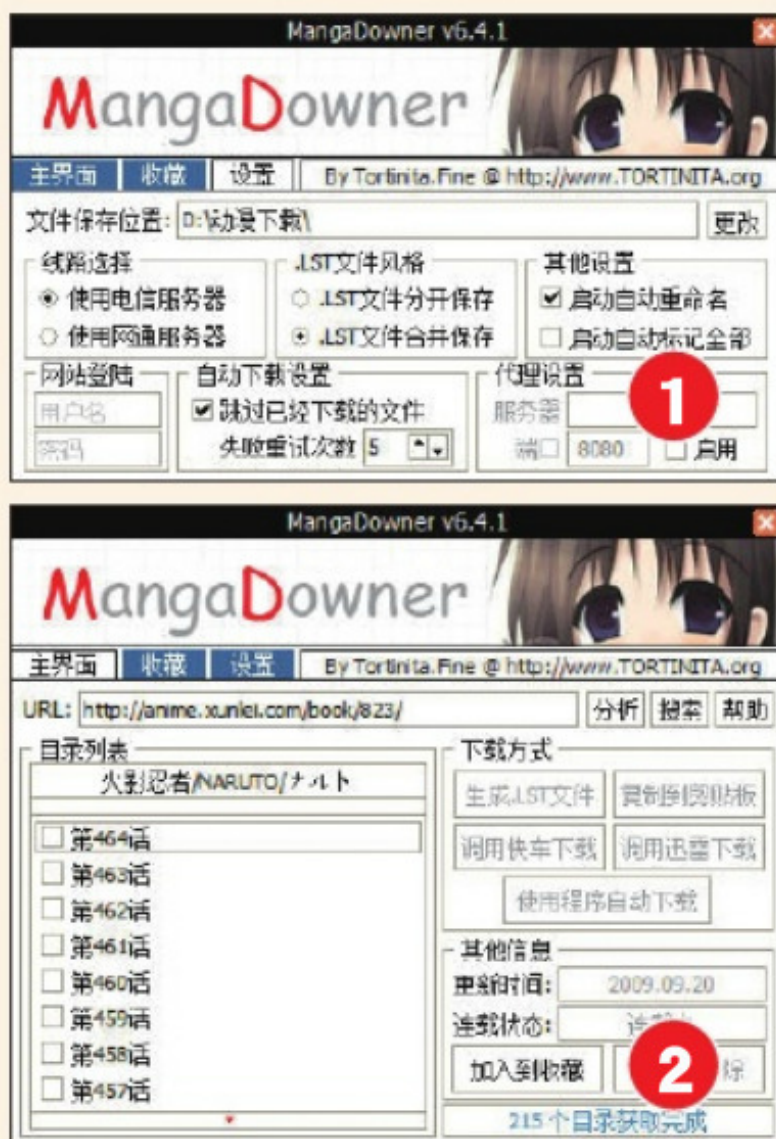 MangaDowner v6.4.1
MangaDowner
主界面 收藏 设置 By Tortinita.Fine @ http://www.TORTINITA.org
文件保存位置: D:\动漫下载\ 更改
线路选择 .LST文件风格 其他设置
使用电信服务器 .LST文件分开保存 启动自动重命名
使用网通服务器 .LST文件合并保存 启动自动标记全部
网站登陆 自动下载设置 代理设置
用户名 跳过已经下载的文件 服务器 1
密码 失败重试次数 5 端口 8080 启用
MangaDowner v6.4.1
MangaDowner
主界面 收藏 设置 By Tortinita.Fine @ http://www.TORTINITA.org
URL: http://anime.xunlei.com/book/823/ 分析 搜索 帮助
目录列表 下载方式
火影忍者/NARUTO/ナルト
生成.LST文件 复制到剪贴板
第464话
第463话 调用快车下载 调用迅雷下载
第462话 使用程序自动下载
第461话 其他信息
第460话 更新时间: 2009.09.20
第459话 连载状态:
第458话 加入到收藏 2 除
第457话
215个目录获取完成